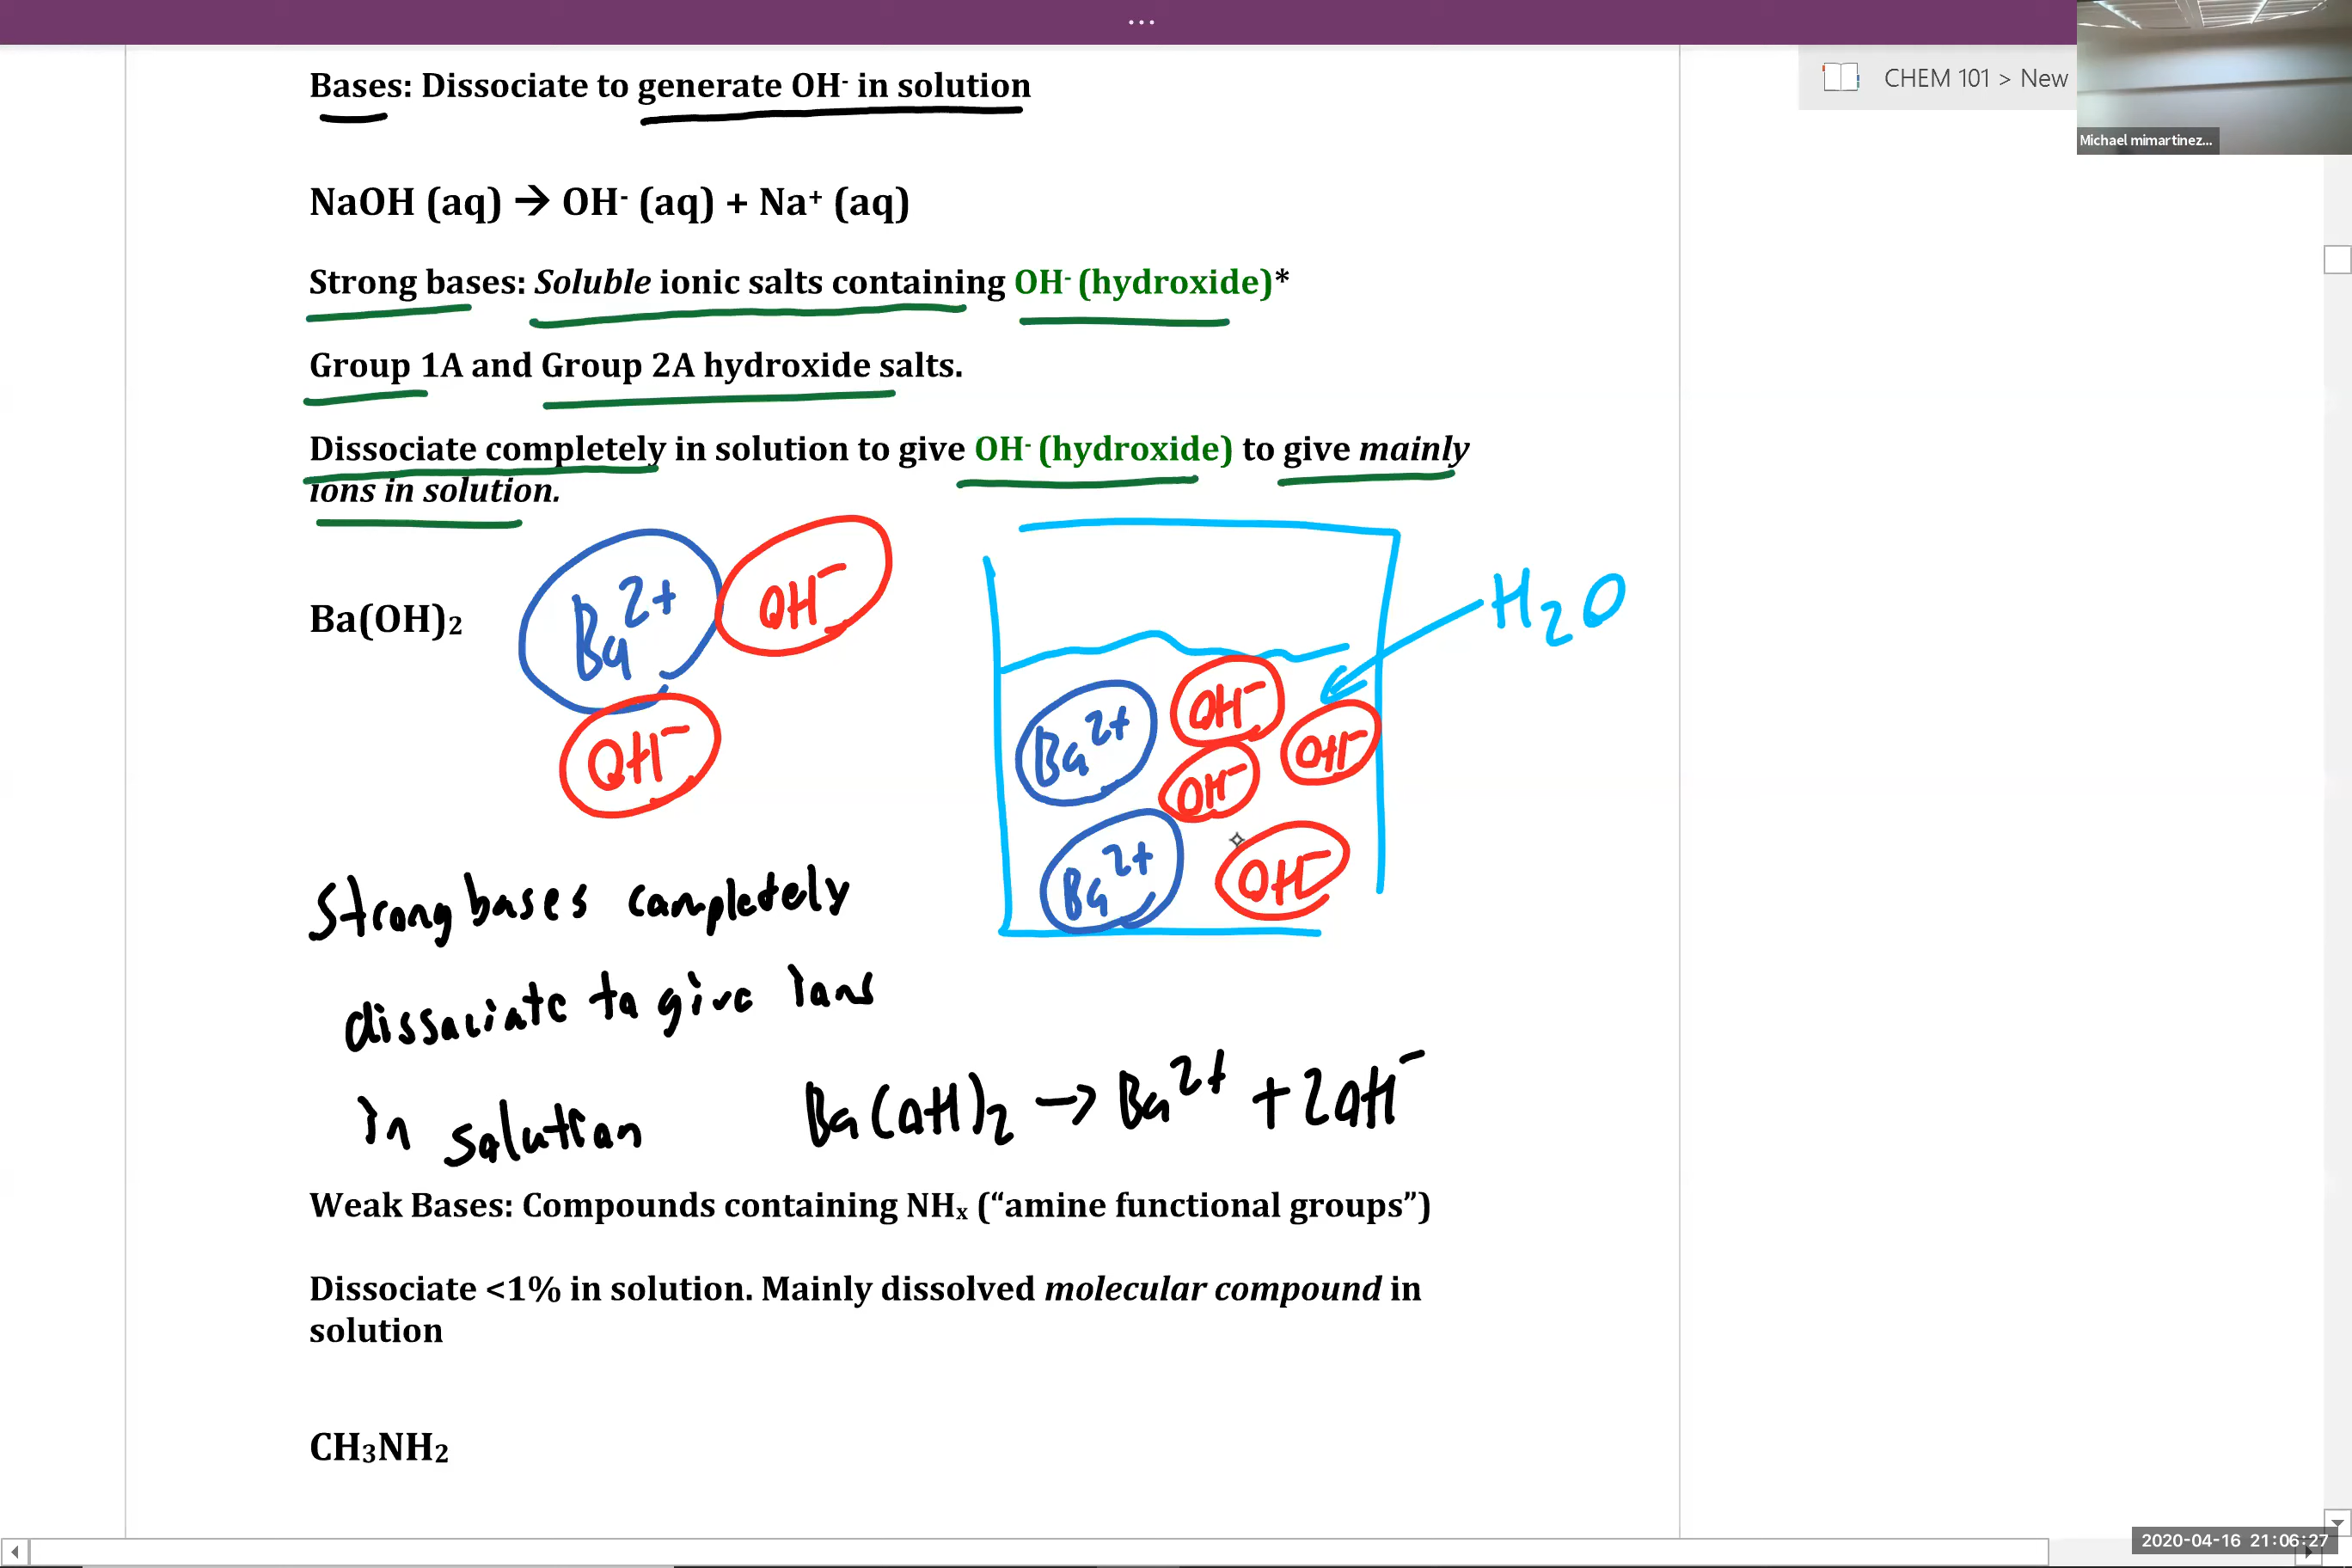 ...
CHEM 101 > New
Michael mimartinez...
Bases: Dissociate to generate OH- in solution
NaOH (aq) → OH- (aq) + Na+ (aq)
Strong bases: Soluble ionic salts containing OH- (hydroxide)*
Group 1A and Group 2A hydroxide salts.
Dissociate completely in solution to give OH- (hydroxide) to give mainly
ions in solution.
Ba(OH)2
Ba2+ OH-
OH-
H2O
Ba2+ OH- OH-
OH-
Ba2+ OH-
Strong bases completely
dissociate to give ions
in solution
Ba(OH)2 → Ba2+ + 2OH-
Weak Bases: Compounds containing NHx (“amine functional groups”)
Dissociate <1% in solution. Mainly dissolved molecular compound in
solution
CH3NH2
2020-04-16 21:06:27